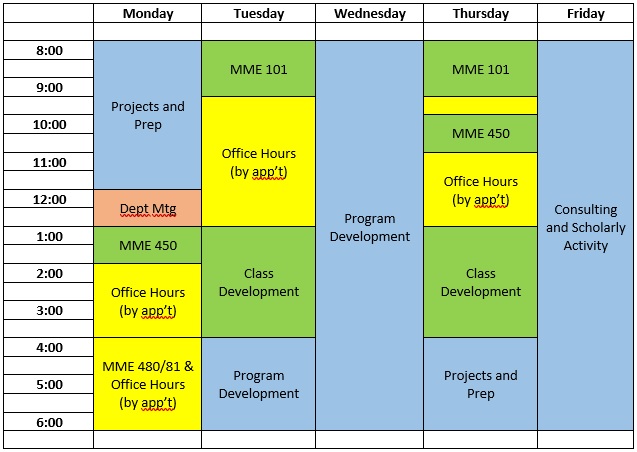 Monday Tuesday Wednesday Thursday Friday
8:00
MME 101 MME 101
9:00
Projects and
Prep
10:00
MME 450
11:00
Office Hours
(by app't)
Office Hours
(by app't)
12:00
Dept Mtg
Program
Development
Consulting
and Scholarly
Activity
1:00
MME 450
2:00
Class
Development
Class
Development
Office Hours
(by app't)
3:00
4:00
MME 480/81 &
Office Hours
(by app't)
Program
Development
Projects and
Prep
5:00
6:00